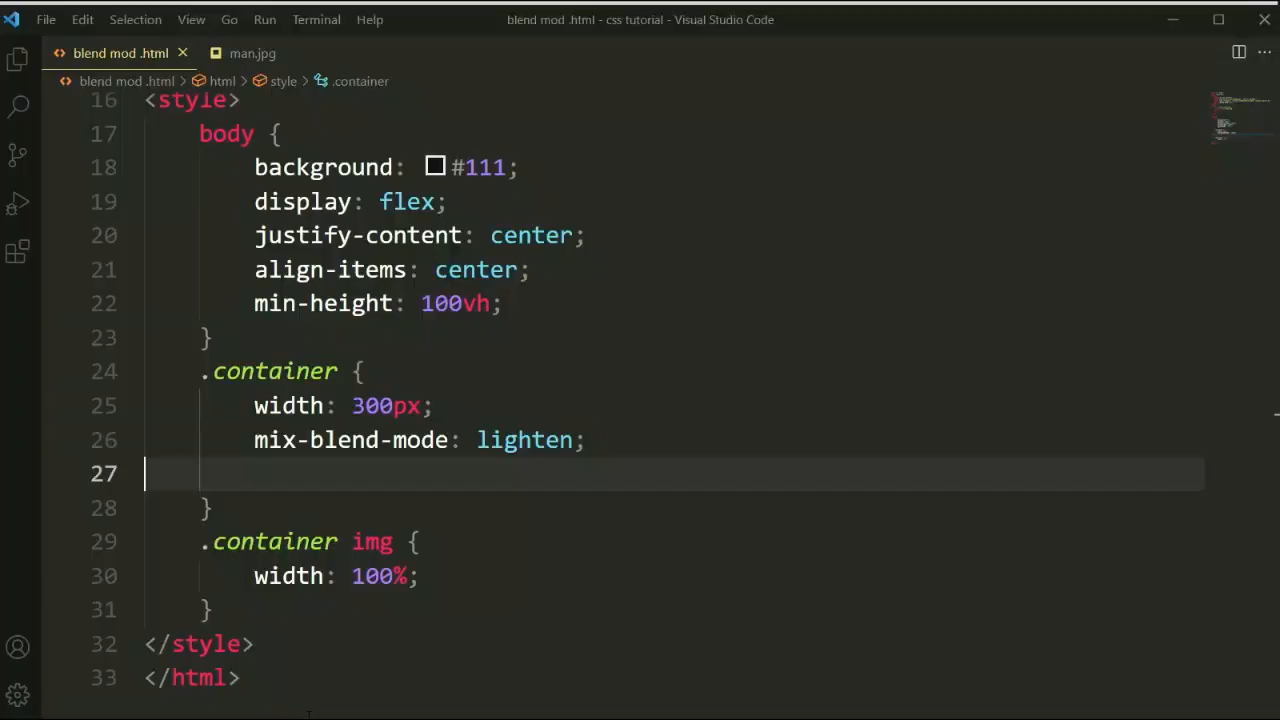 File Edit Selection View Go Run Terminal Help blend mod .html - css tutorial - Visual Studio Code
blend mod .html man.jpg
blend mod .html > html > style > .container
16 <style>
17 body {
18 background: #111;
19 display: flex;
20 justify-content: center;
21 align-items: center;
22 min-height: 100vh;
23 }
24 .container {
25 width: 300px;
26 mix-blend-mode: lighten;
27
28 }
29 .container img {
30 width: 100%;
31 }
32 </style>
33 </html>